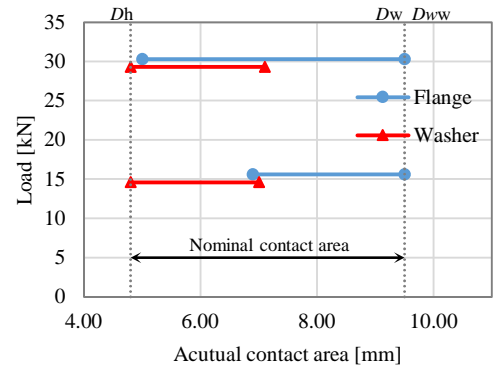 Dh Dw Dww
35
30
25
20
15
10
5
0
Load [kN]
Flange
Washer
Nominal contact area
4.00 6.00 8.00 10.00
Acutual contact area [mm]